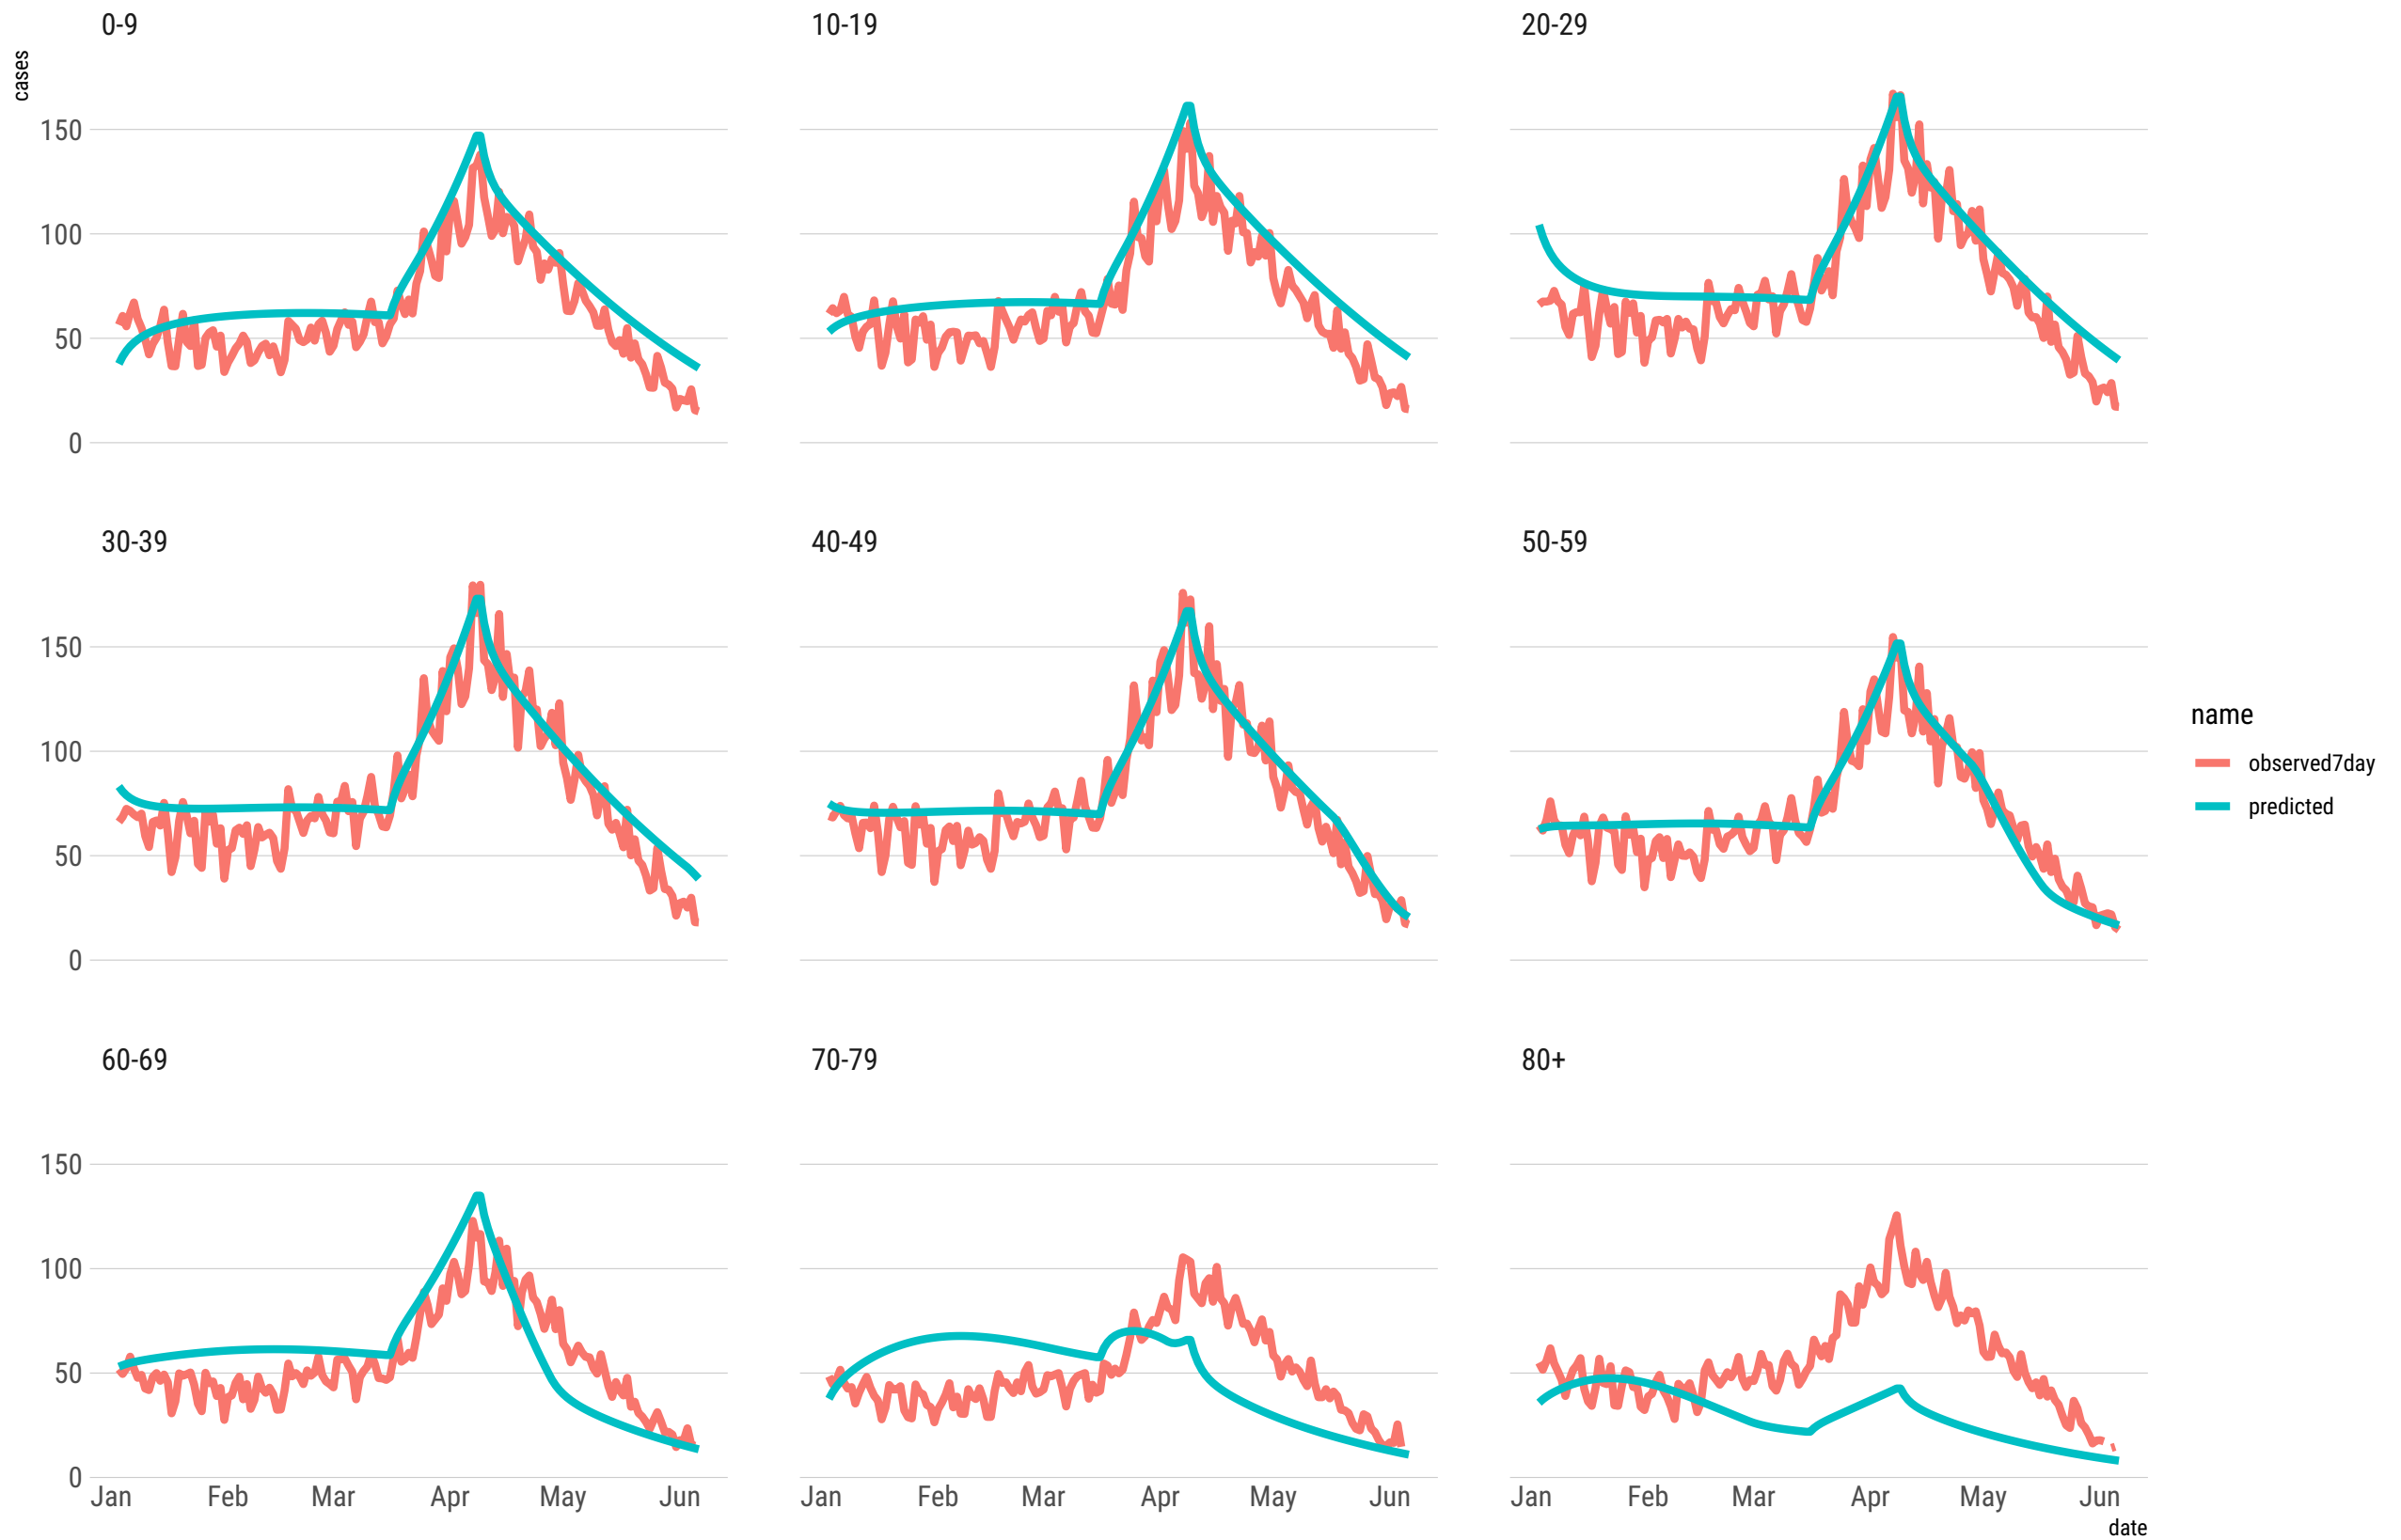 0-9
10-19
20-29
cases
150
100
50
0
30-39
40-49
50-59
150
100
50
0
name
observed7day
predicted
60-69
70-79
80+
150
100
50
0
Jan Feb Mar Apr May Jun
Jan Feb Mar Apr May Jun
Jan Feb Mar Apr May Jun
date